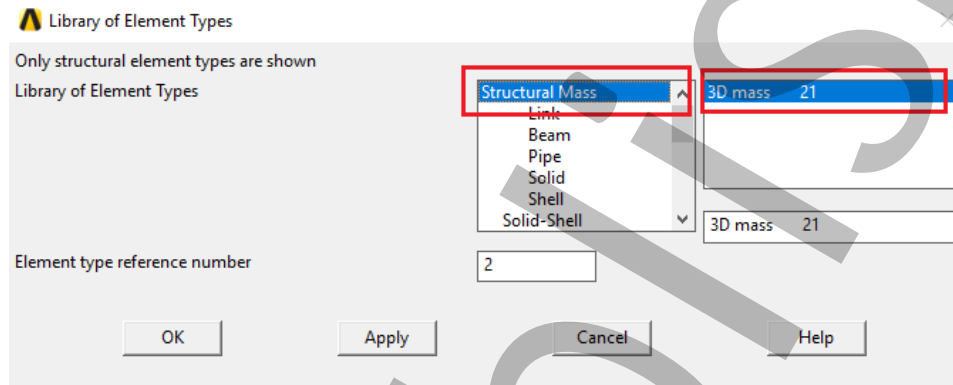 Library of Element Types
Only structural element types are shown
Library of Element Types
Structural Mass
Link
Beam
Pipe
Solid
Shell
Solid-Shell
3D mass 21
3D mass 21
Element type reference number
2
OK Apply Cancel Help